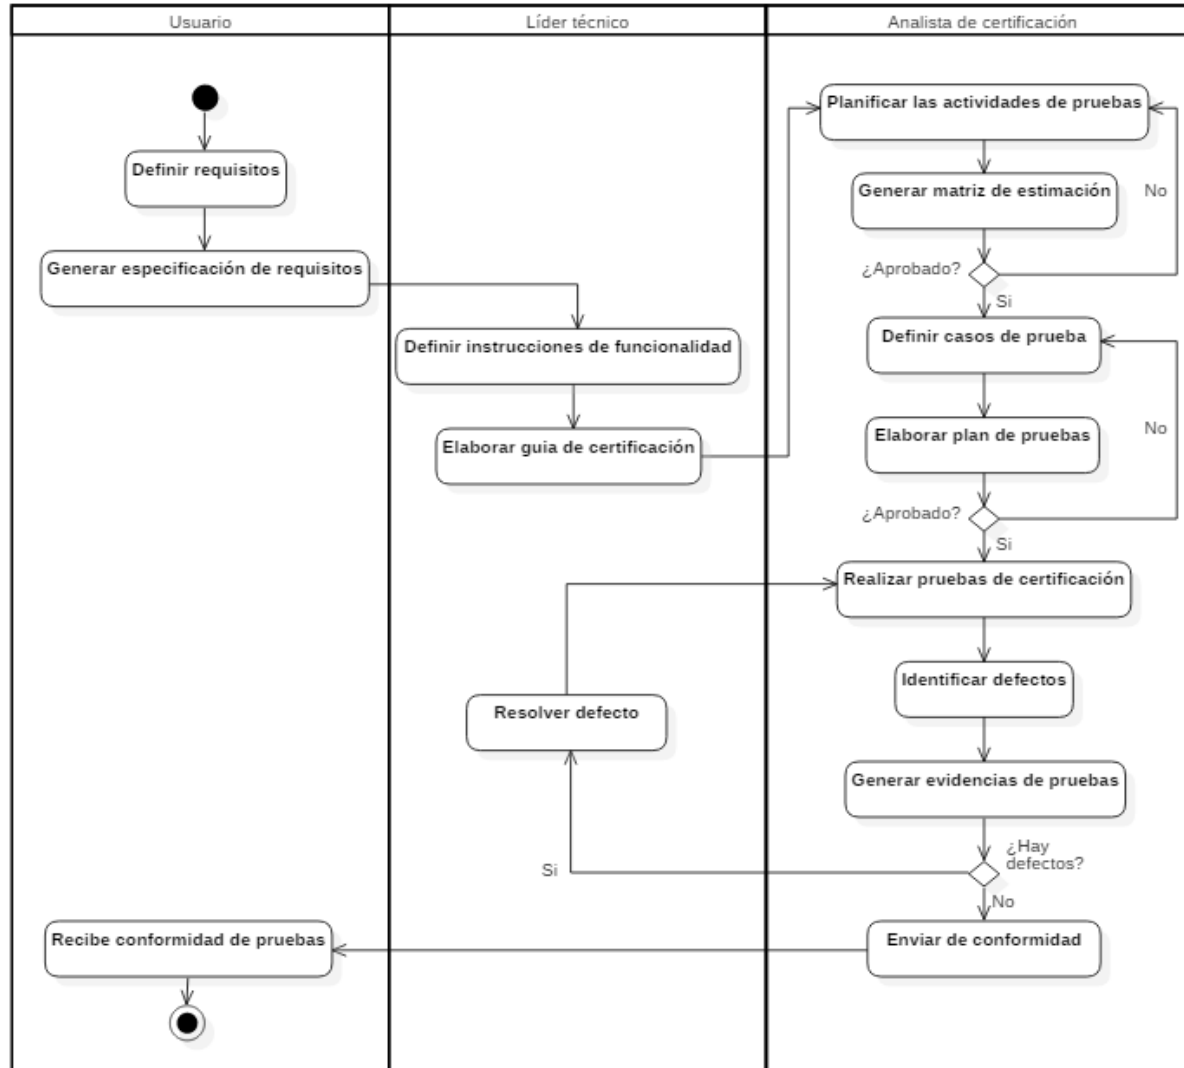 Usuario
Líder técnico
Analista de certificación
Planificar las actividades de pruebas
Definir requisitos
Generar matriz de estimación
No
Generar especificación de requisitos
¿Aprobado?
Si
Definir instrucciones de funcionalidad
Definir casos de prueba
Elaborar guia de certificación
Elaborar plan de pruebas
No
¿Aprobado?
Si
Realizar pruebas de certificación
Identificar defectos
Resolver defecto
Generar evidencias de pruebas
¿Hay
defectos?
Si
No
Recibe conformidad de pruebas
Enviar de conformidad